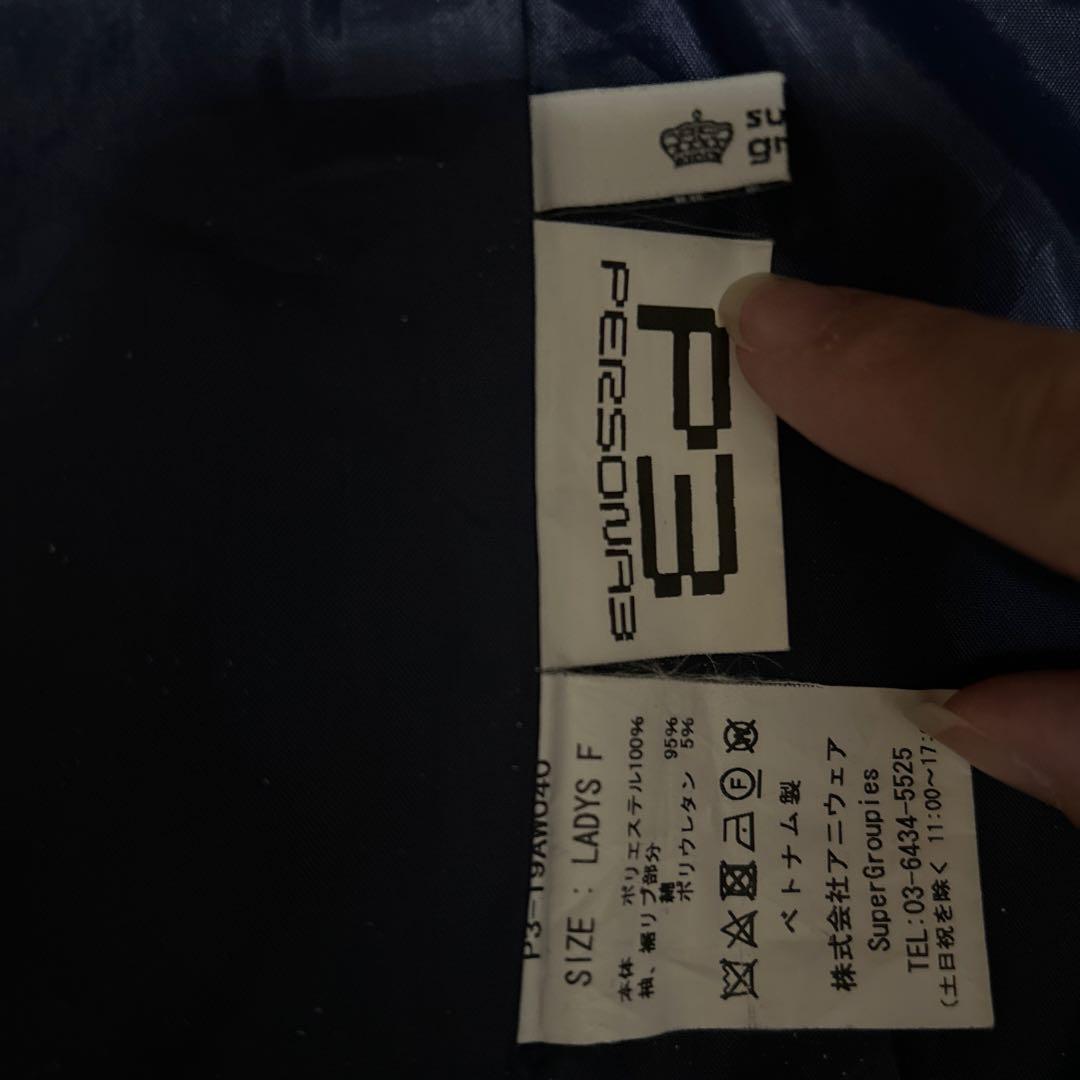 su
gr
P3
PERSONA3
P3-19AW040
SIZE : LADYS F
本体 ポリエステル100%
袖、裾リブ部分
綿 95%
ポリウレタン 5%
F
W
ベトナム製
株式会社アニウェア
SuperGroupies
TEL:03-6434-5525
(土日祝を除く 11:00~17: